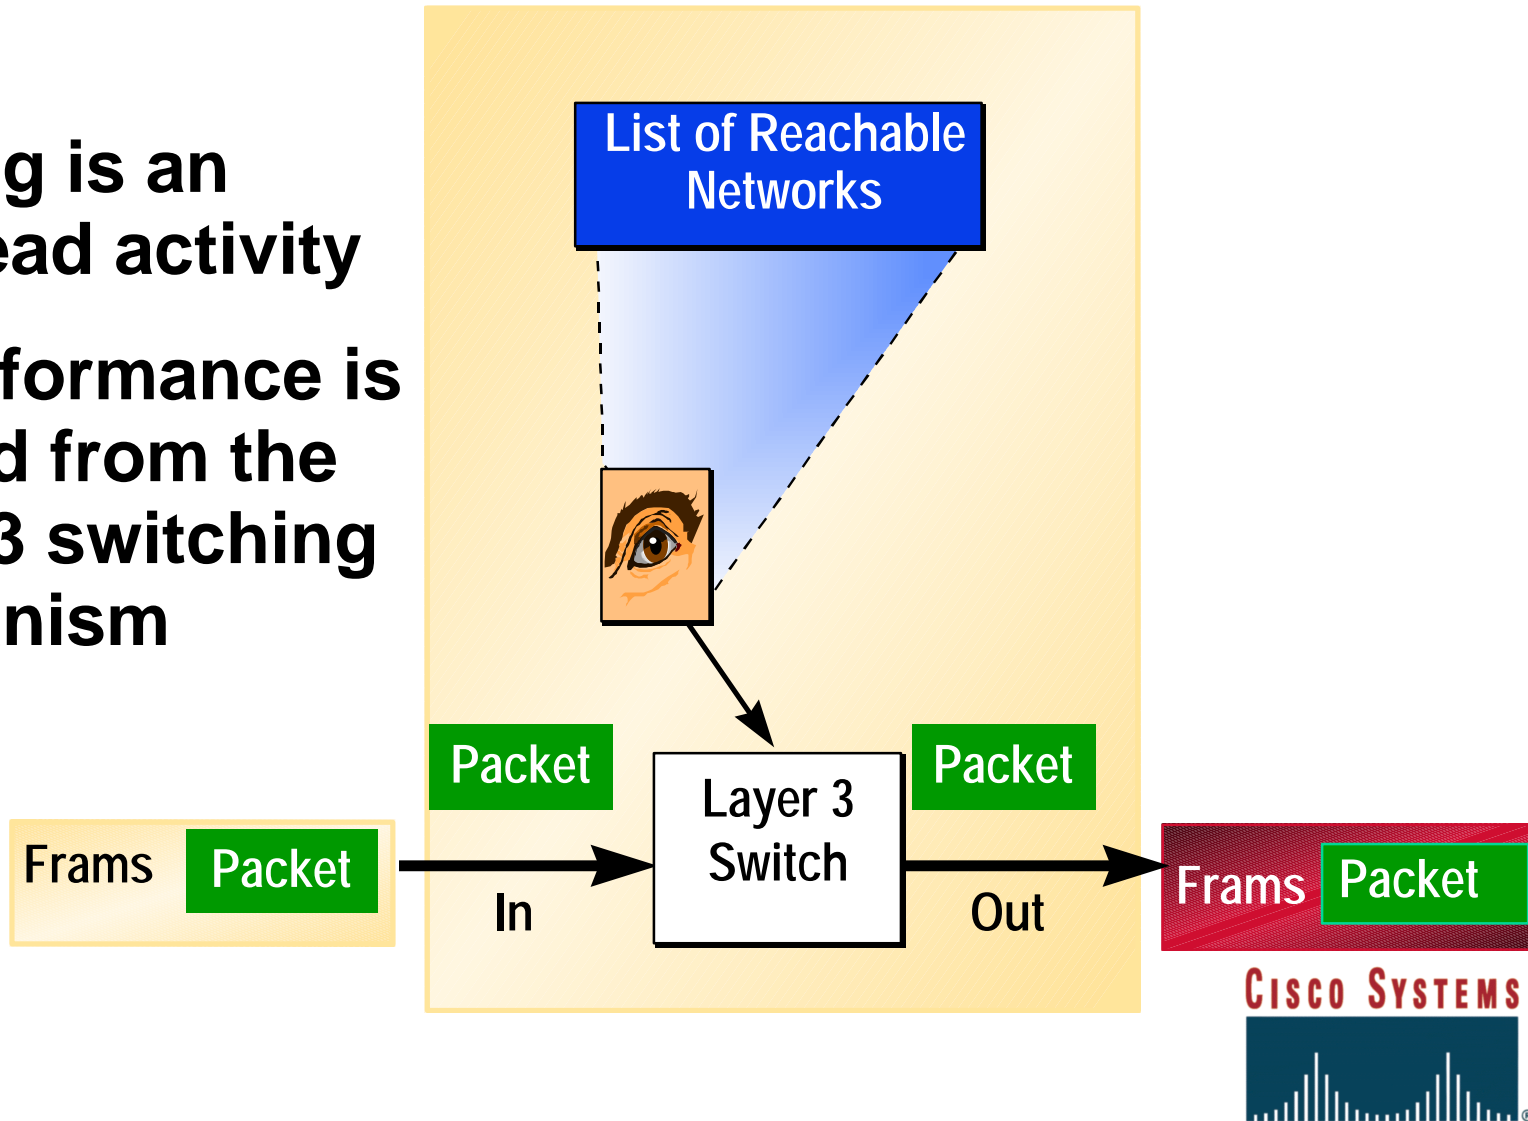 g is an
ead activity
formance is
d from the
3 switching
nism
List of Reachable
Networks
Packet
Packet
Layer 3
Switch
Frams
Packet
In
Out
Frams
Packet
CISCO SYSTEMS
®